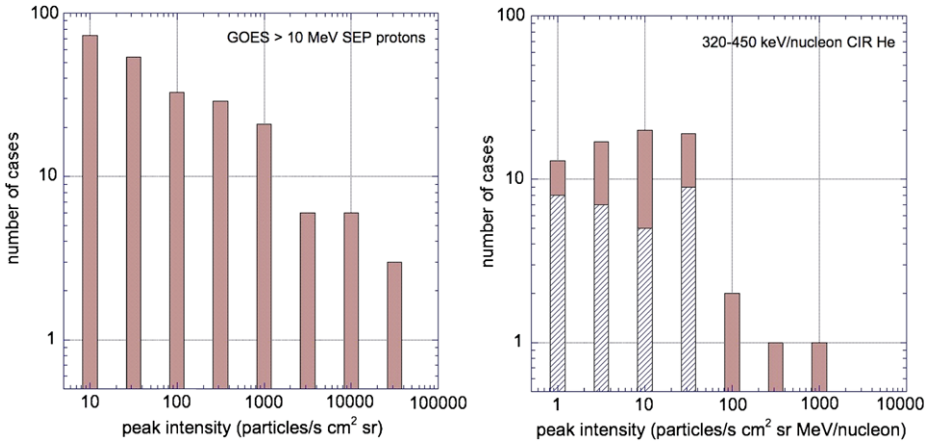 100
10
1
number of cases
GOES > 10 MeV SEP protons
10 100 1000 10000 100000
peak intensity (particles/s cm² sr)
100
10
1
number of cases
320-450 keV/nucleon CIR He
1 10 100 1000 10000
peak intensity (particles/s cm² sr MeV/nucleon)